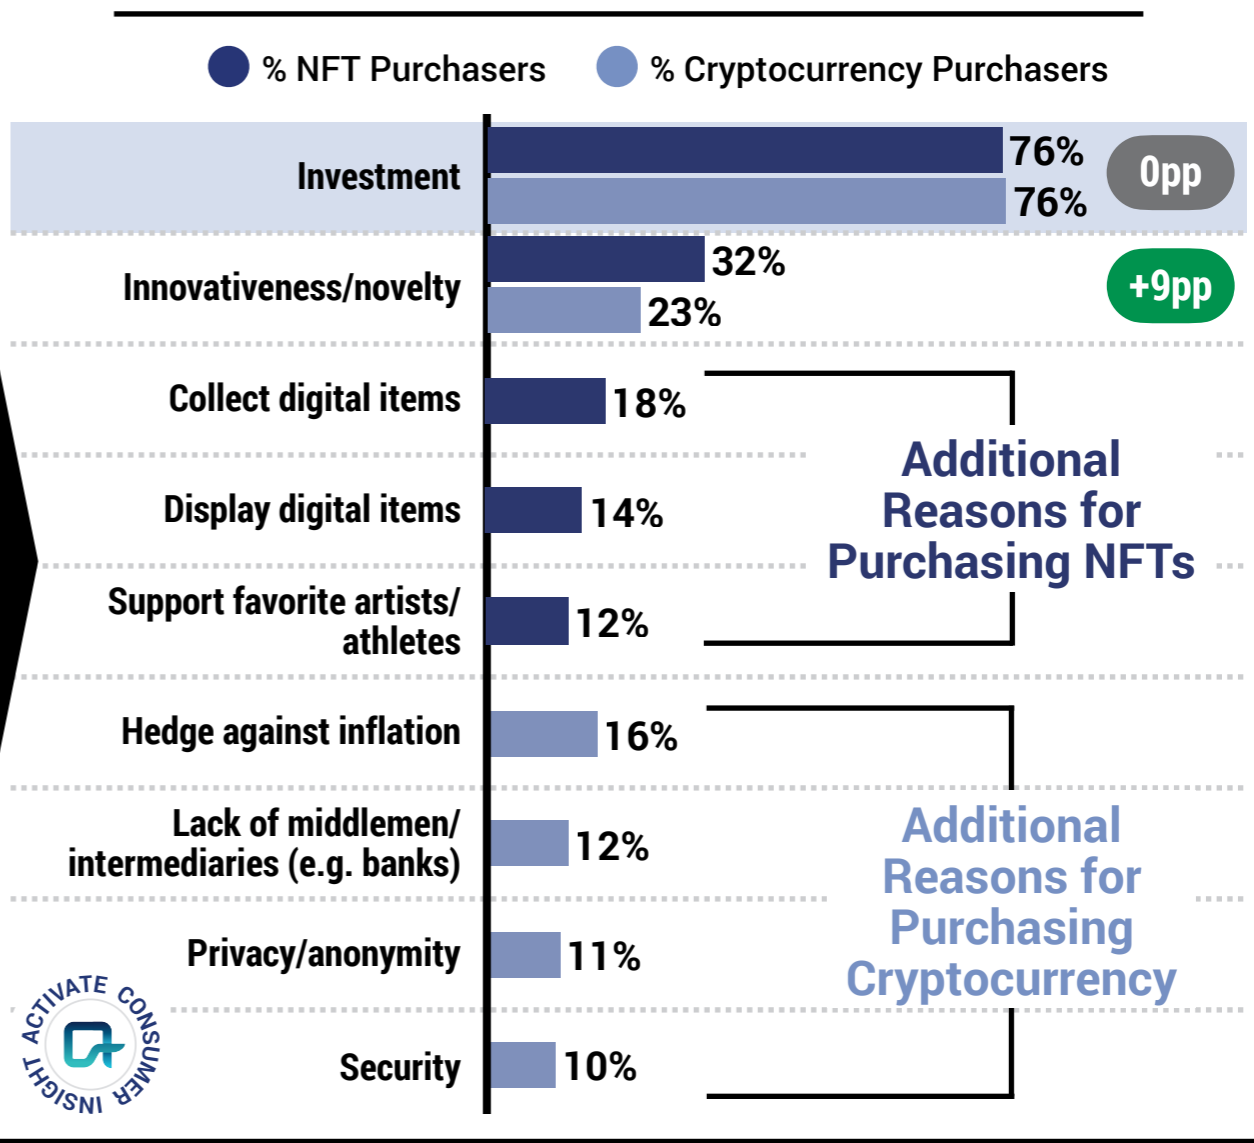 % NFT Purchasers
% Cryptocurrency Purchasers
Investment
76%
76%
0pp
Innovativeness/novelty
32%
23%
+9pp
Collect digital items
18%
Display digital items
14%
Support favorite artists/
athletes
12%
Additional
Reasons for
Purchasing NFTs
Hedge against inflation
16%
Lack of middlemen/
intermediaries (e.g. banks)
12%
Privacy/anonymity
11%
Security
10%
Additional
Reasons for
Purchasing
Cryptocurrency
ACTIVATE CONSUMER INSIGHT